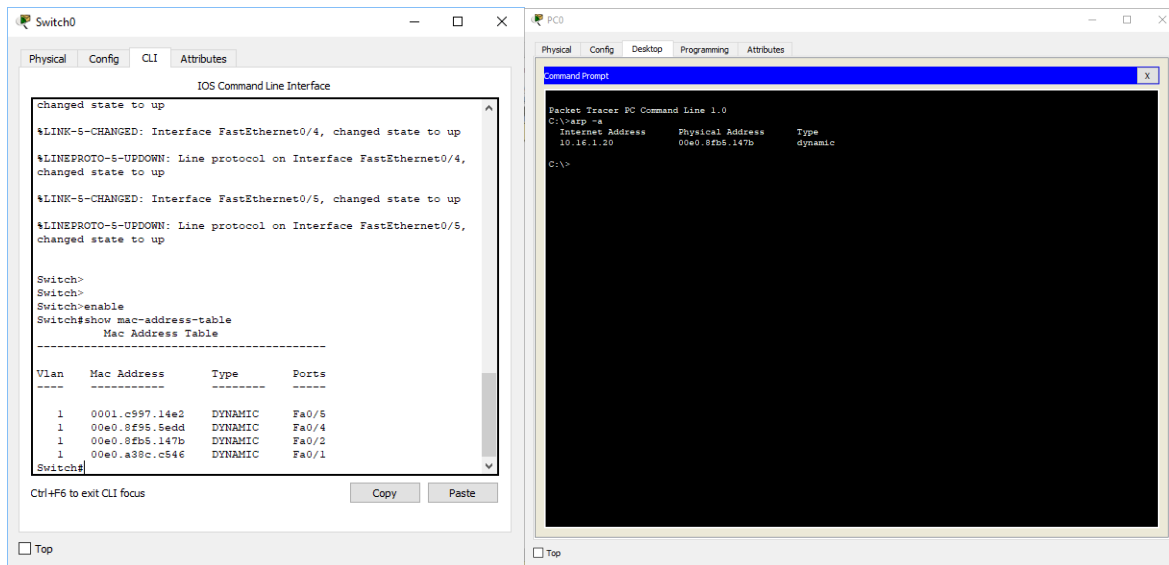 Switch0
Physical Config CLI Attributes
IOS Command Line Interface
changed state to up
%LINK-5-CHANGED: Interface FastEthernet0/4, changed state to up
%LINEPROTO-5-UPDOWN: Line protocol on Interface FastEthernet0/4,
changed state to up
%LINK-5-CHANGED: Interface FastEthernet0/5, changed state to up
%LINEPROTO-5-UPDOWN: Line protocol on Interface FastEthernet0/5,
changed state to up
Switch>
Switch>
Switch>enable
Switch#show mac-address-table
Mac Address Table
-------------------------------------------
Vlan Mac Address Type Ports
---- ----------- -------- -----
1 0001.c997.14e2 DYNAMIC Fa0/5
1 00e0.8f95.5edd DYNAMIC Fa0/4
1 00e0.8fb5.147b DYNAMIC Fa0/2
1 00e0.a38c.c546 DYNAMIC Fa0/1
Switch#
Ctrl+F6 to exit CLI focus
Copy Paste
Top
PC0
Physical Config Desktop Programming Attributes
Command Prompt X
Packet Tracer PC Command Line 1.0
C:\>arp -a
Internet Address Physical Address Type
10.16.1.20 00e0.8fb5.147b dynamic
C:\>
Top